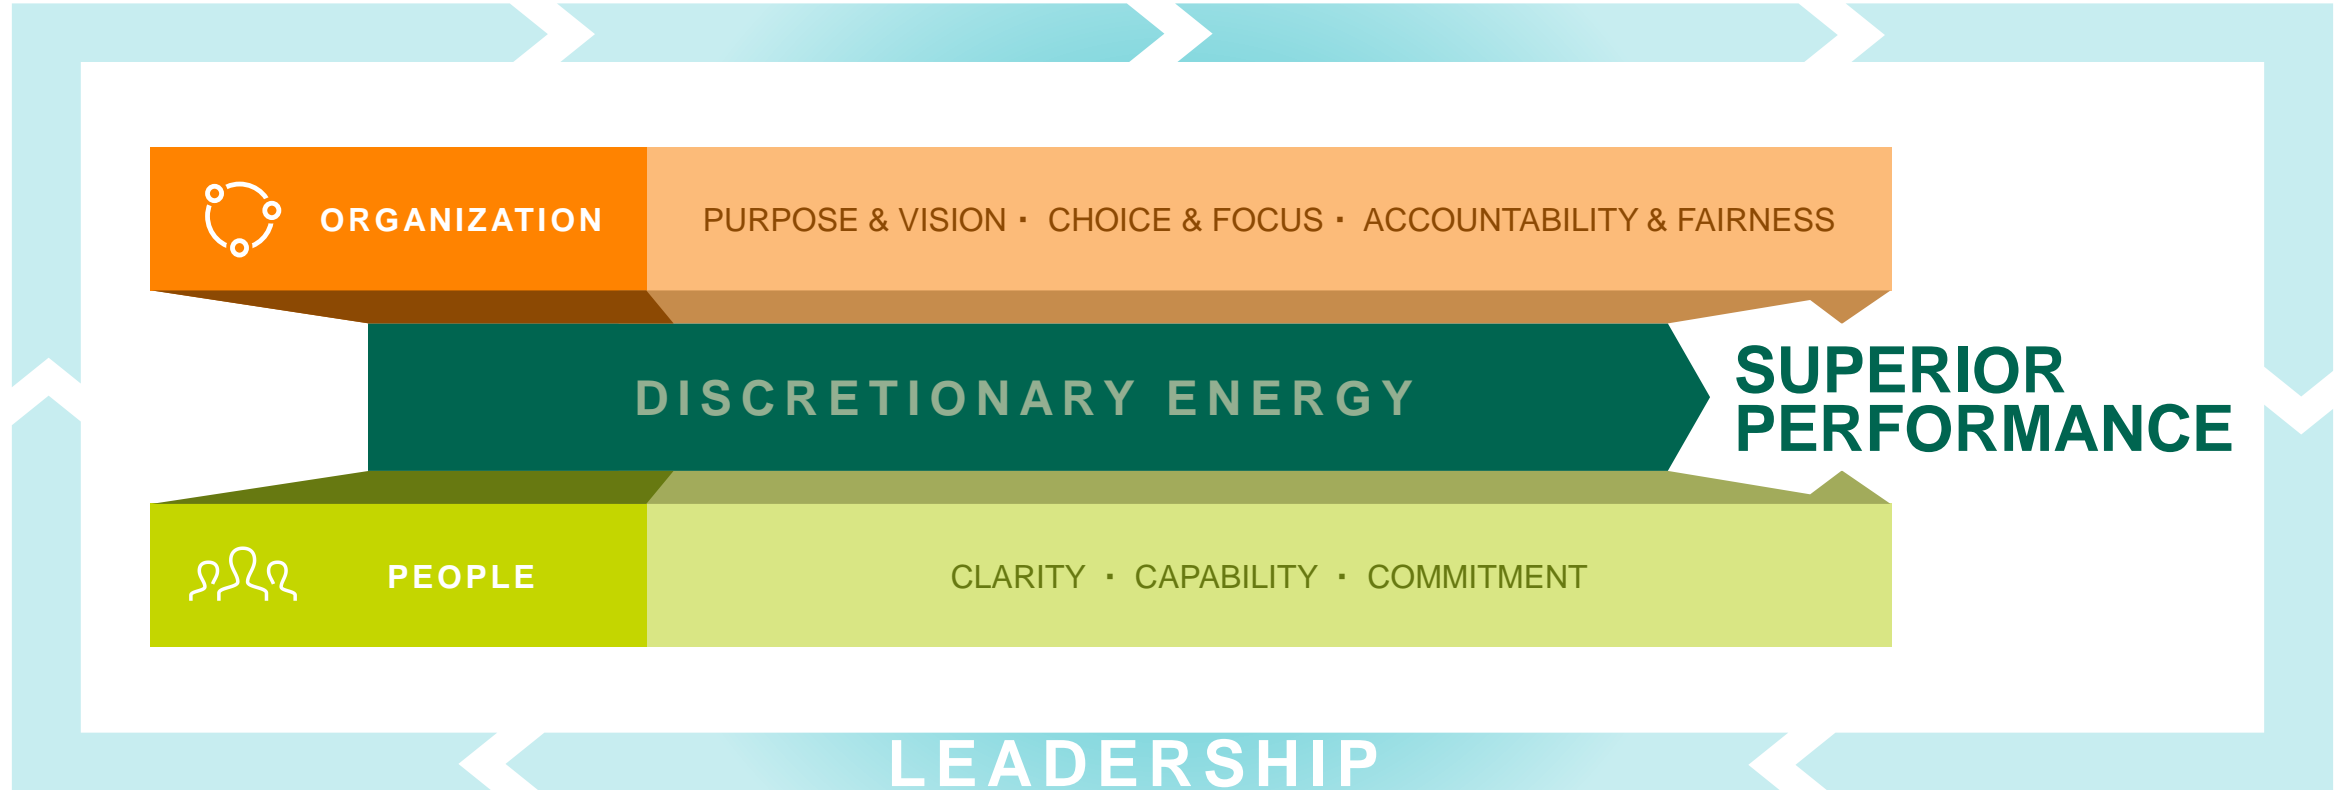 ORGANIZATION
PURPOSE & VISION · CHOICE & FOCUS · ACCOUNTABILITY & FAIRNESS
DISCRETIONARY ENERGY
SUPERIOR
PERFORMANCE
PEOPLE
CLARITY · CAPABILITY · COMMITMENT
LEADERSHIP